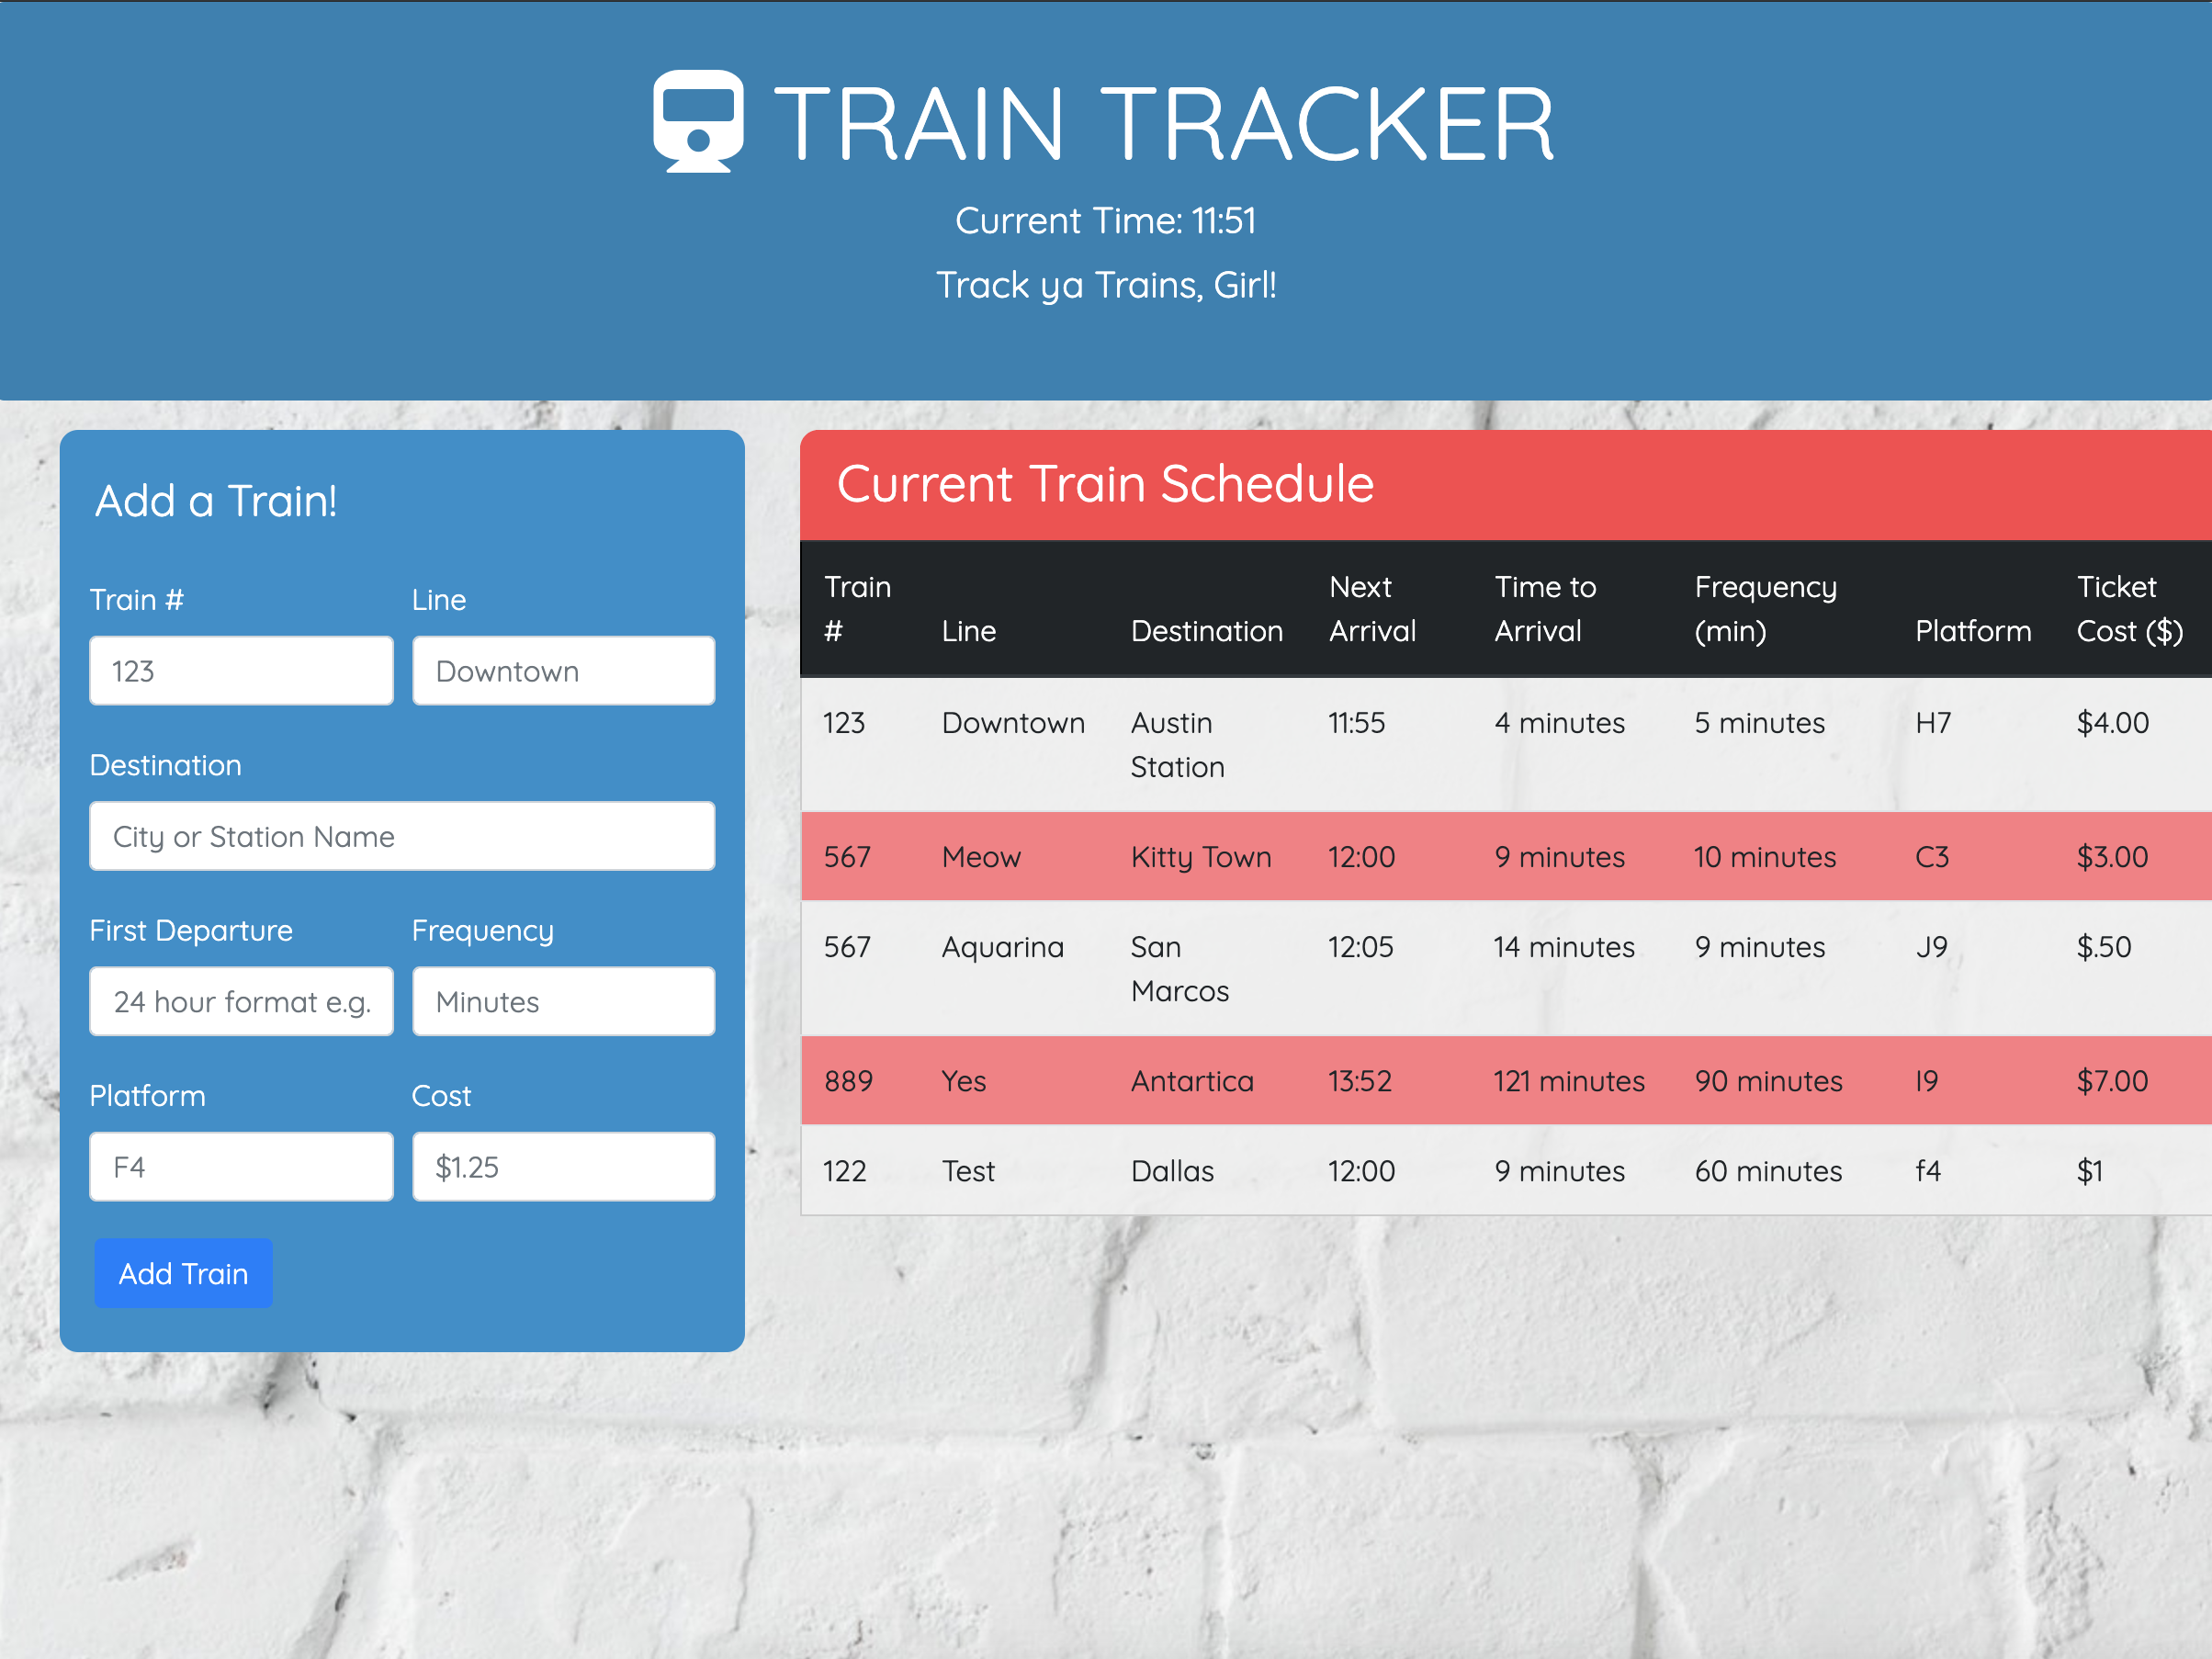 TRAIN TRACKER
Current Time: 11:51
Track ya Trains, Girl!
Add a Train!
Train # Line
123 Downtown
Destination
City or Station Name
First Departure Frequency
24 hour format e.g. Minutes
Platform Cost
F4 $1.25
Add Train
Current Train Schedule
Train # Line Destination Next Arrival Time to Arrival Frequency (min) Platform Ticket Cost ($)
123 Downtown Austin Station 11:55 4 minutes 5 minutes H7 $4.00
567 Meow Kitty Town 12:00 9 minutes 10 minutes C3 $3.00
567 Aquarina San Marcos 12:05 14 minutes 9 minutes J9 $.50
889 Yes Antartica 13:52 121 minutes 90 minutes I9 $7.00
122 Test Dallas 12:00 9 minutes 60 minutes f4 $1